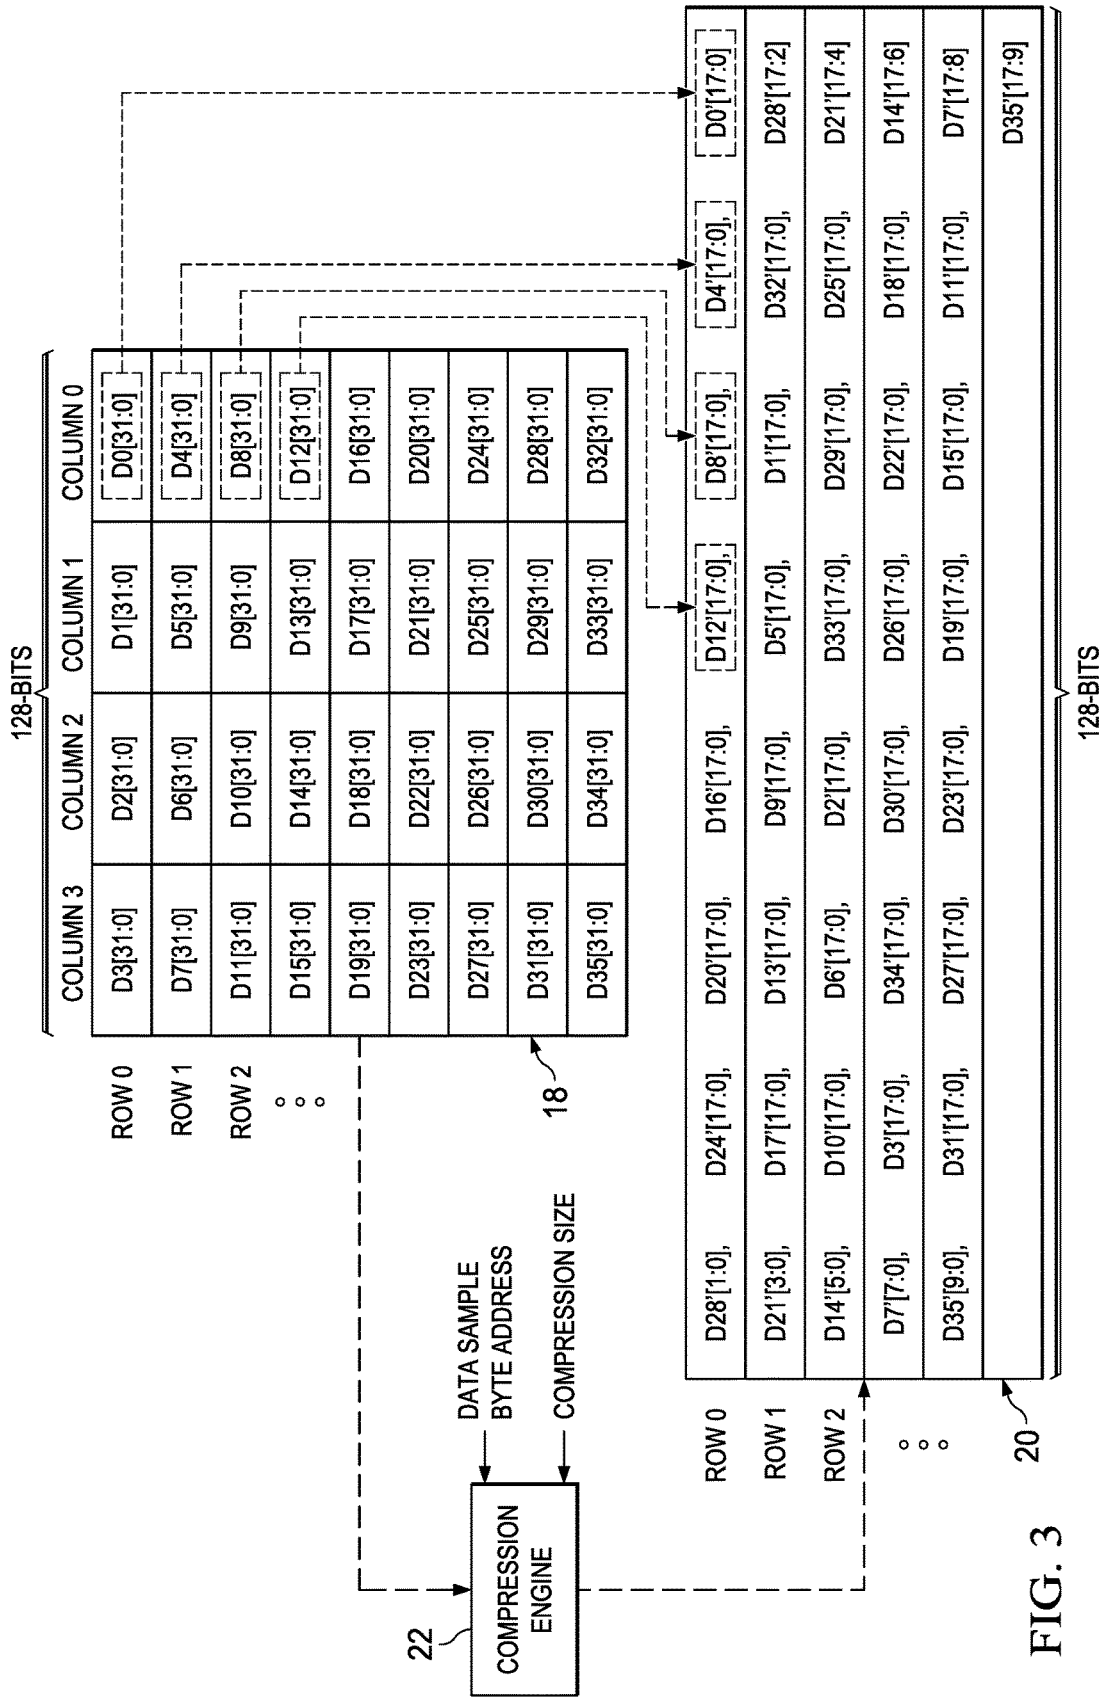 128-BITS
COLUMN 3 COLUMN 2 COLUMN 1 COLUMN 0
ROW 0 D3[31:0] D2[31:0] D1[31:0] D0[31:0]
ROW 1 D7[31:0] D6[31:0] D5[31:0] D4[31:0]
ROW 2 D11[31:0] D10[31:0] D9[31:0] D8[31:0]
D15[31:0] D14[31:0] D13[31:0] D12[31:0]
D19[31:0] D18[31:0] D17[31:0] D16[31:0]
D23[31:0] D22[31:0] D21[31:0] D20[31:0]
D27[31:0] D26[31:0] D25[31:0] D24[31:0]
D31[31:0] D30[31:0] D29[31:0] D28[31:0]
D35[31:0] D34[31:0] D33[31:0] D32[31:0]
18
22
COMPRESSION
ENGINE
DATA SAMPLE
BYTE ADDRESS
COMPRESSION SIZE
ROW 0 D28'[1:0], D24'[17:0], D20'[17:0], D16'[17:0], D12'[17:0], D8'[17:0], D4'[17:0], D0'[17:0]
ROW 1 D21'[3:0], D17'[17:0], D13'[17:0], D9'[17:0], D5'[17:0], D1'[17:0], D32'[17:0], D28'[17:2]
ROW 2 D14'[5:0], D10'[17:0], D6'[17:0], D2'[17:0], D33'[17:0], D29'[17:0], D25'[17:0], D21'[17:4]
D7'[7:0], D3'[17:0], D34'[17:0], D30'[17:0], D26'[17:0], D22'[17:0], D18'[17:0], D14'[17:6]
D35'[9:0], D31'[17:0], D27'[17:0], D23'[17:0], D19'[17:0], D15'[17:0], D11'[17:0], D7'[17:8]
D35'[17:9]
20
128-BITS
FIG. 3